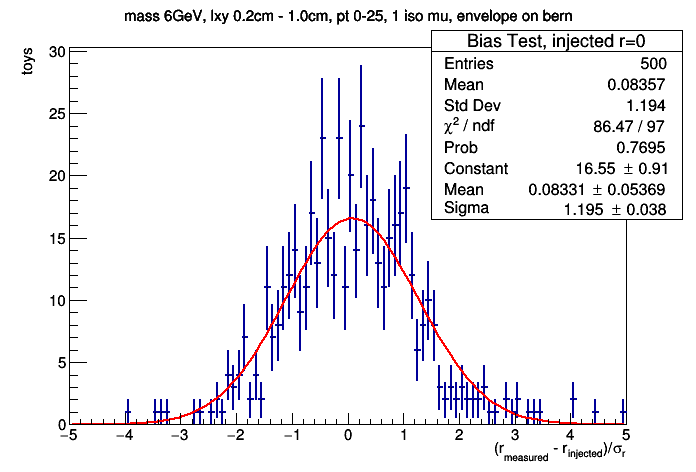 mass 6GeV, lxy 0.2cm - 1.0cm, pt 0-25, 1 iso mu, envelope on bern
Bias Test, injected r=0
Entries 500
Mean 0.08357
Std Dev 1.194
χ² / ndf 86.47 / 97
Prob 0.7695
Constant 16.55 ± 0.91
Mean 0.08331 ± 0.05369
Sigma 1.195 ± 0.038
toys
30
25
20
15
10
5
0
−5 −4 −3 −2 −1 0 1 2 3 4 5
(r_measured - r_injected)/σ_r